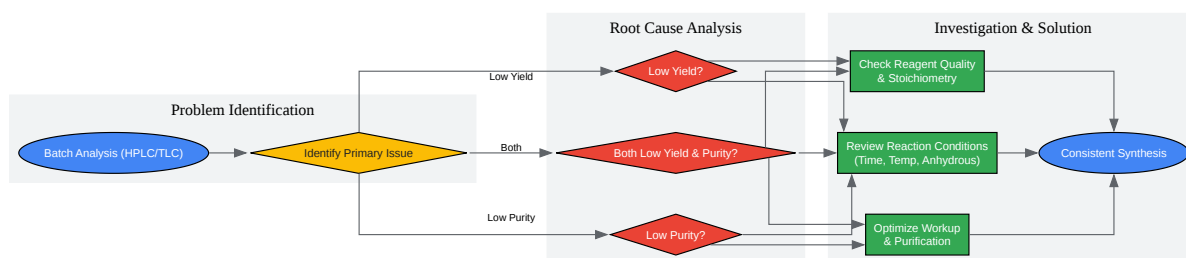 Root Cause Analysis
Investigation & Solution
Low Yield?
Check Reagent Quality
& Stoichiometry
Low Yield
Problem Identification
Batch Analysis (HPLC/TLC)
Identify Primary Issue
Both
Both Low Yield & Purity?
Review Reaction Conditions
(Time, Temp, Anhydrous)
Consistent Synthesis
Low Purity
Low Purity?
Optimize Workup
& Purification